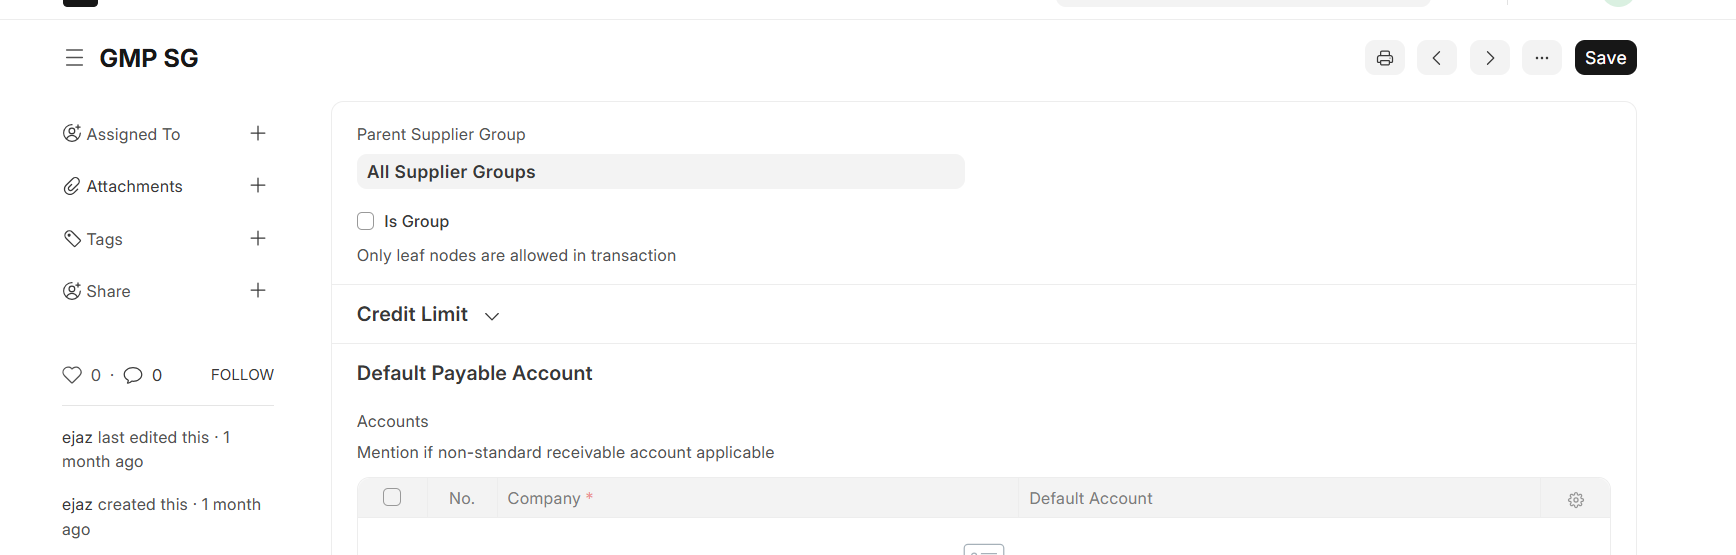 GMP SG
Save
Assigned To
Attachments
Tags
Share
0 · 0 FOLLOW
ejaz last edited this · 1
month ago
ejaz created this · 1 month
ago
Parent Supplier Group
All Supplier Groups
Is Group
Only leaf nodes are allowed in transaction
Credit Limit
Default Payable Account
Accounts
Mention if non-standard receivable account applicable
No. Company * Default Account